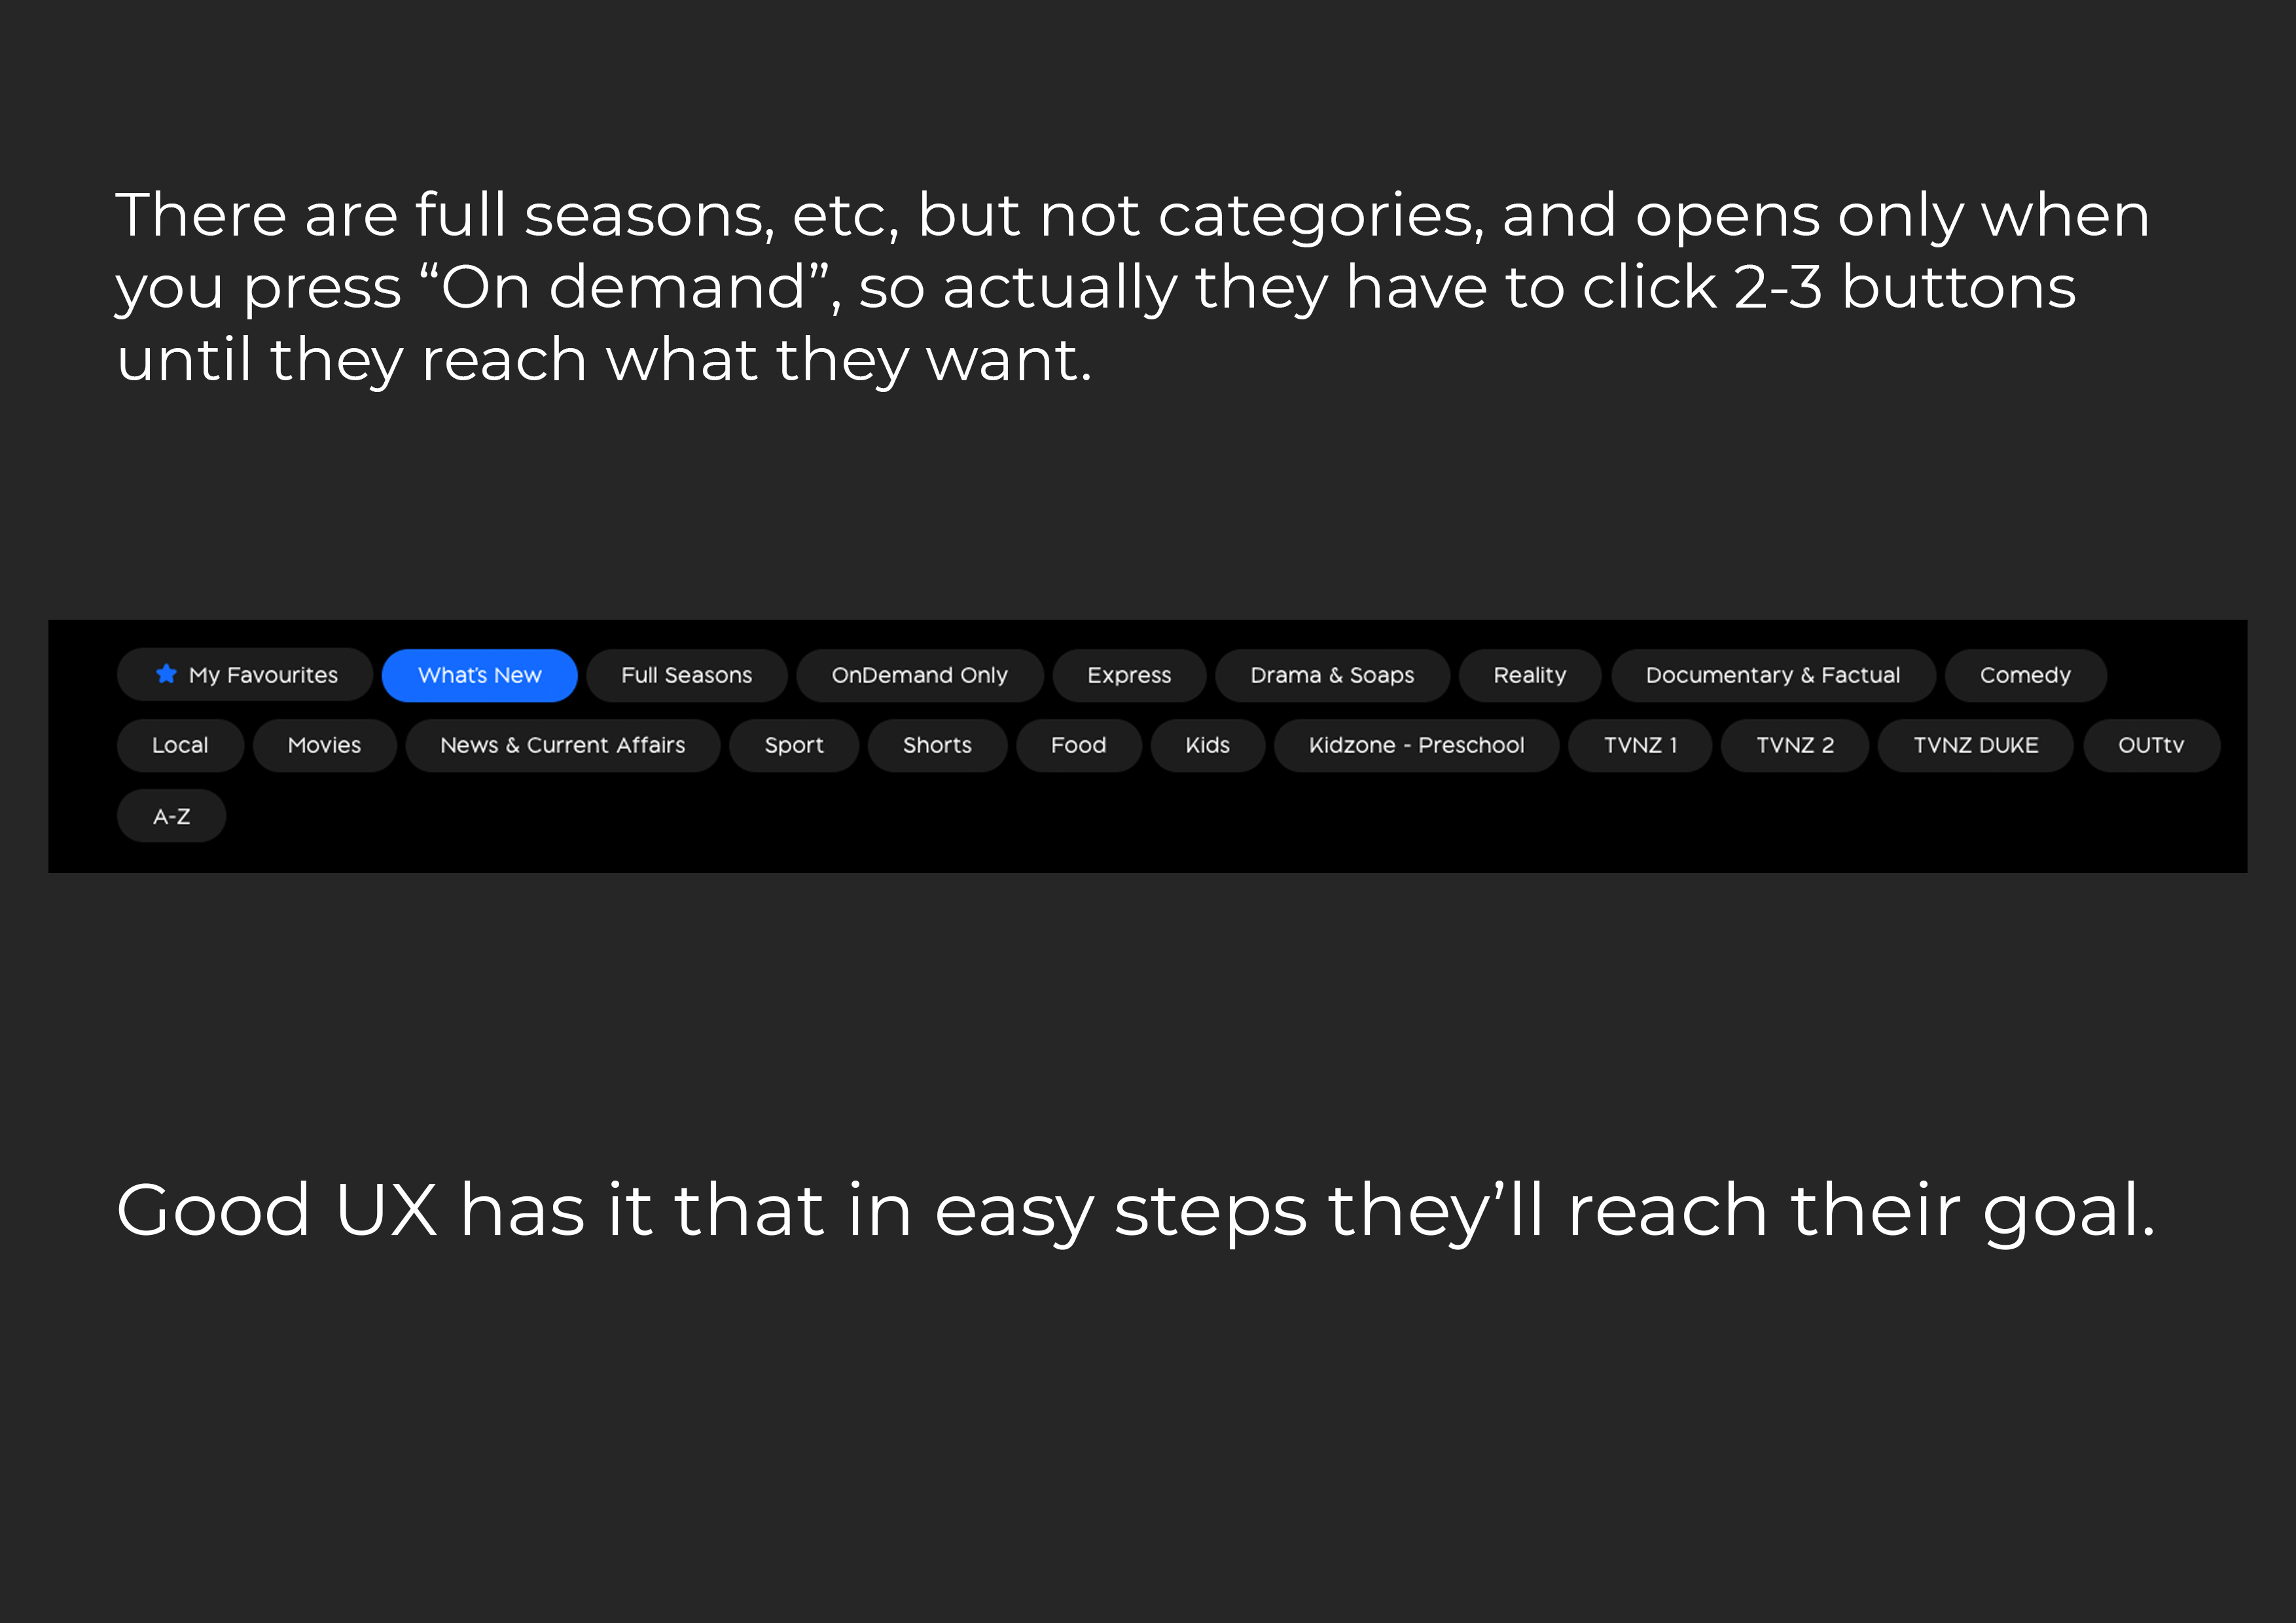 There are full seasons, etc, but not categories, and opens only when
you press “On demand”, so actually they have to click 2-3 buttons
until they reach what they want.
My Favourites What's New Full Seasons OnDemand Only Express Drama & Soaps Reality Documentary & Factual Comedy
Local Movies News & Current Affairs Sport Shorts Food Kids Kidzone - Preschool TVNZ 1 TVNZ 2 TVNZ DUKE OUTtv
A-Z
Good UX has it that in easy steps they’ll reach their goal.